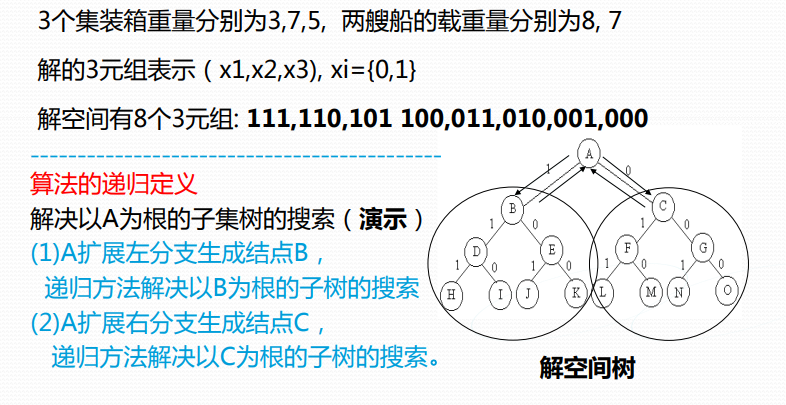 3个集装箱重量分别为3,7,5, 两艘船的载重量分别为8, 7
解的3元组表示（x1,x2,x3), xi={0,1}
解空间有8个3元组: 111,110,101 100,011,010,001,000
算法的递归定义
解决以A为根的子集树的搜索（演示）
(1)A扩展左分支生成结点B，
递归方法解决以B为根的子树的搜索
(2)A扩展右分支生成结点C，
递归方法解决以C为根的子树的搜索。
A
1 0
B C
1 0 1 0
D E F G
1 0 1 0 1 0 1 0
H I J K L M N O
解空间树